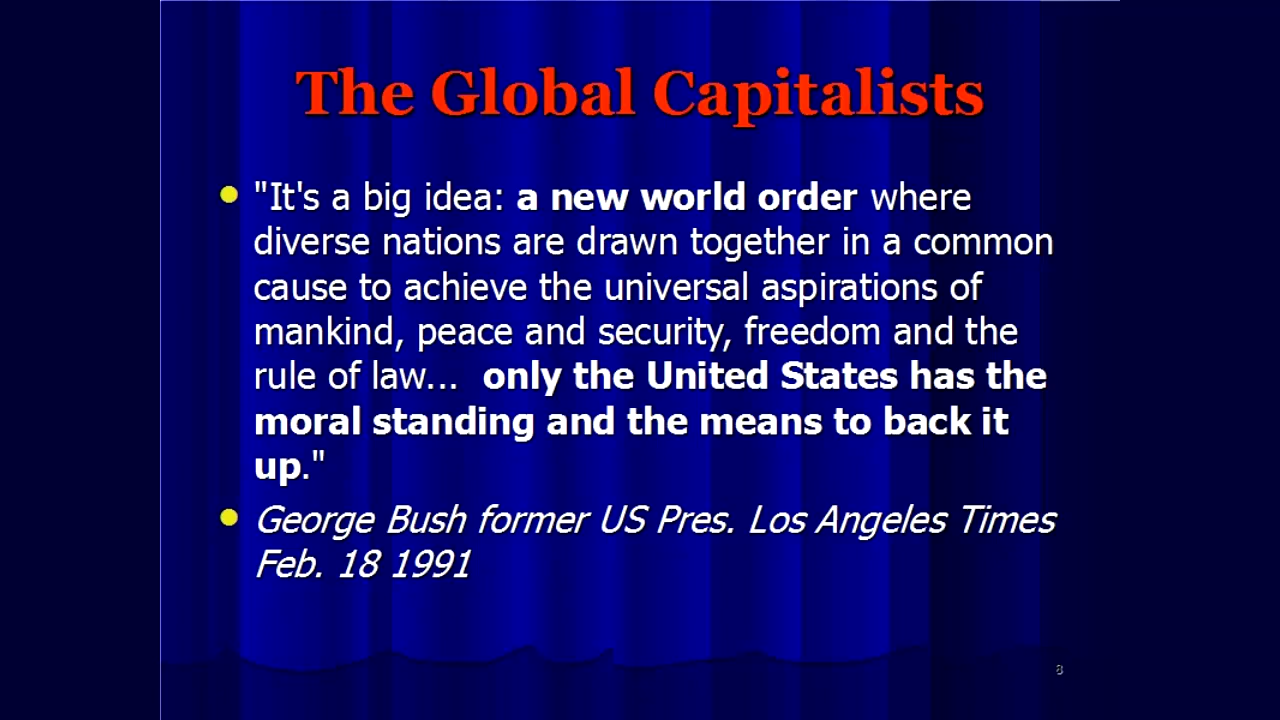 The Global Capitalists
"It's a big idea: a new world order where
diverse nations are drawn together in a common
cause to achieve the universal aspirations of
mankind, peace and security, freedom and the
rule of law... only the United States has the
moral standing and the means to back it
up."
George Bush former US Pres. Los Angeles Times
Feb. 18 1991
8